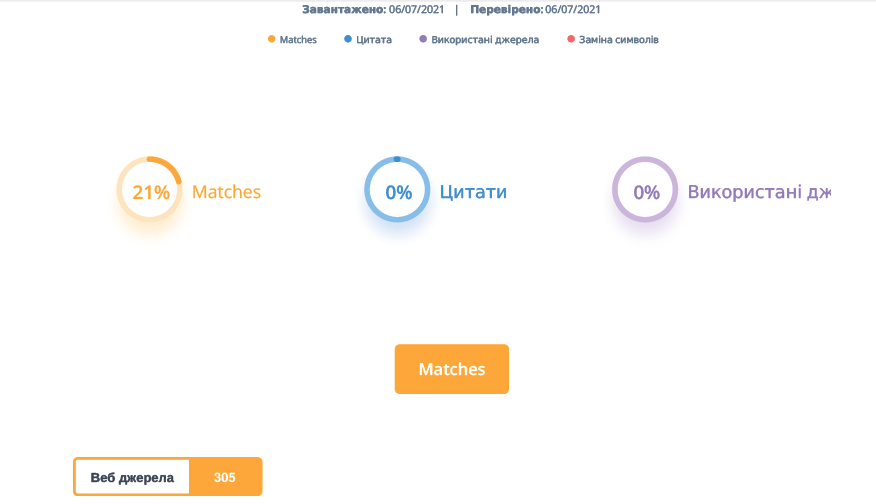 Завантажено: 06/07/2021 | Перевірено: 06/07/2021
Matches Цитата Використані джерела Заміна символів
21% Matches 0% Цитати 0% Використані дж
Matches
Веб джерела 305